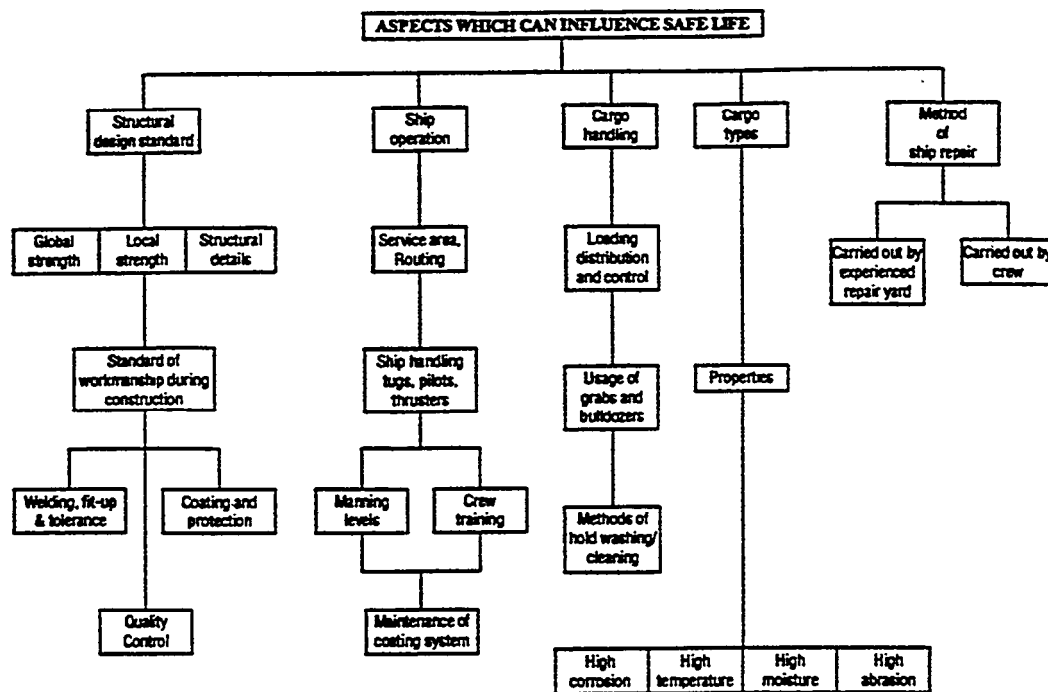 ASPECTS WHICH CAN INFLUENCE SAFE LIFE
Structural
design standard
Ship
operation
Cargo
handling
Cargo
types
Method
of
ship repair
Global
strength
Local
strength
Structural
details
Service area,
Routing
Loading
distribution
and control
Carried out by
experienced
repair yard
Carried out by
crew
Standard of
workmanship during
construction
Ship handling
tugs, pilots,
thrusters
Usage of
grabs and
bulldozers
Properties
Welding, fit-up
& tolerance
Coating and
protection
Manning
levels
Crew
training
Methods of
hold washing/
cleaning
Quality
Control
Maintenance of
coating system
High
corrosion
High
temperature
High
moisture
High
abrasion